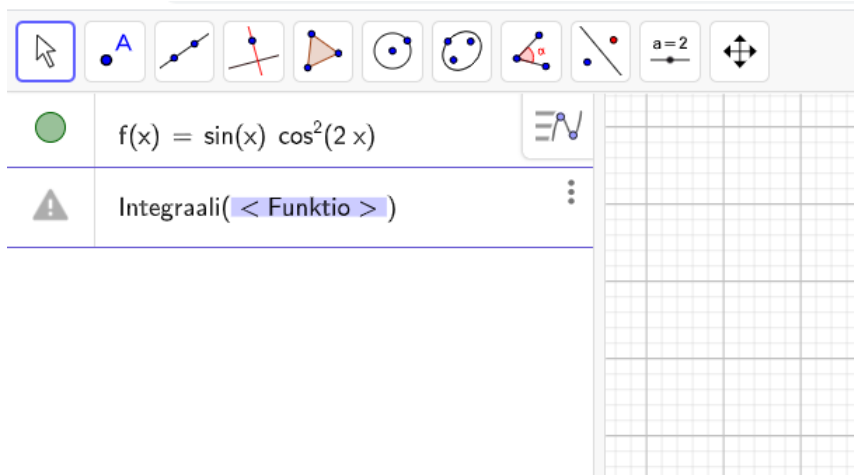 A
α
a = 2
f(x) = sin(x) cos²(2 x)
Integraali( < Funktio > )